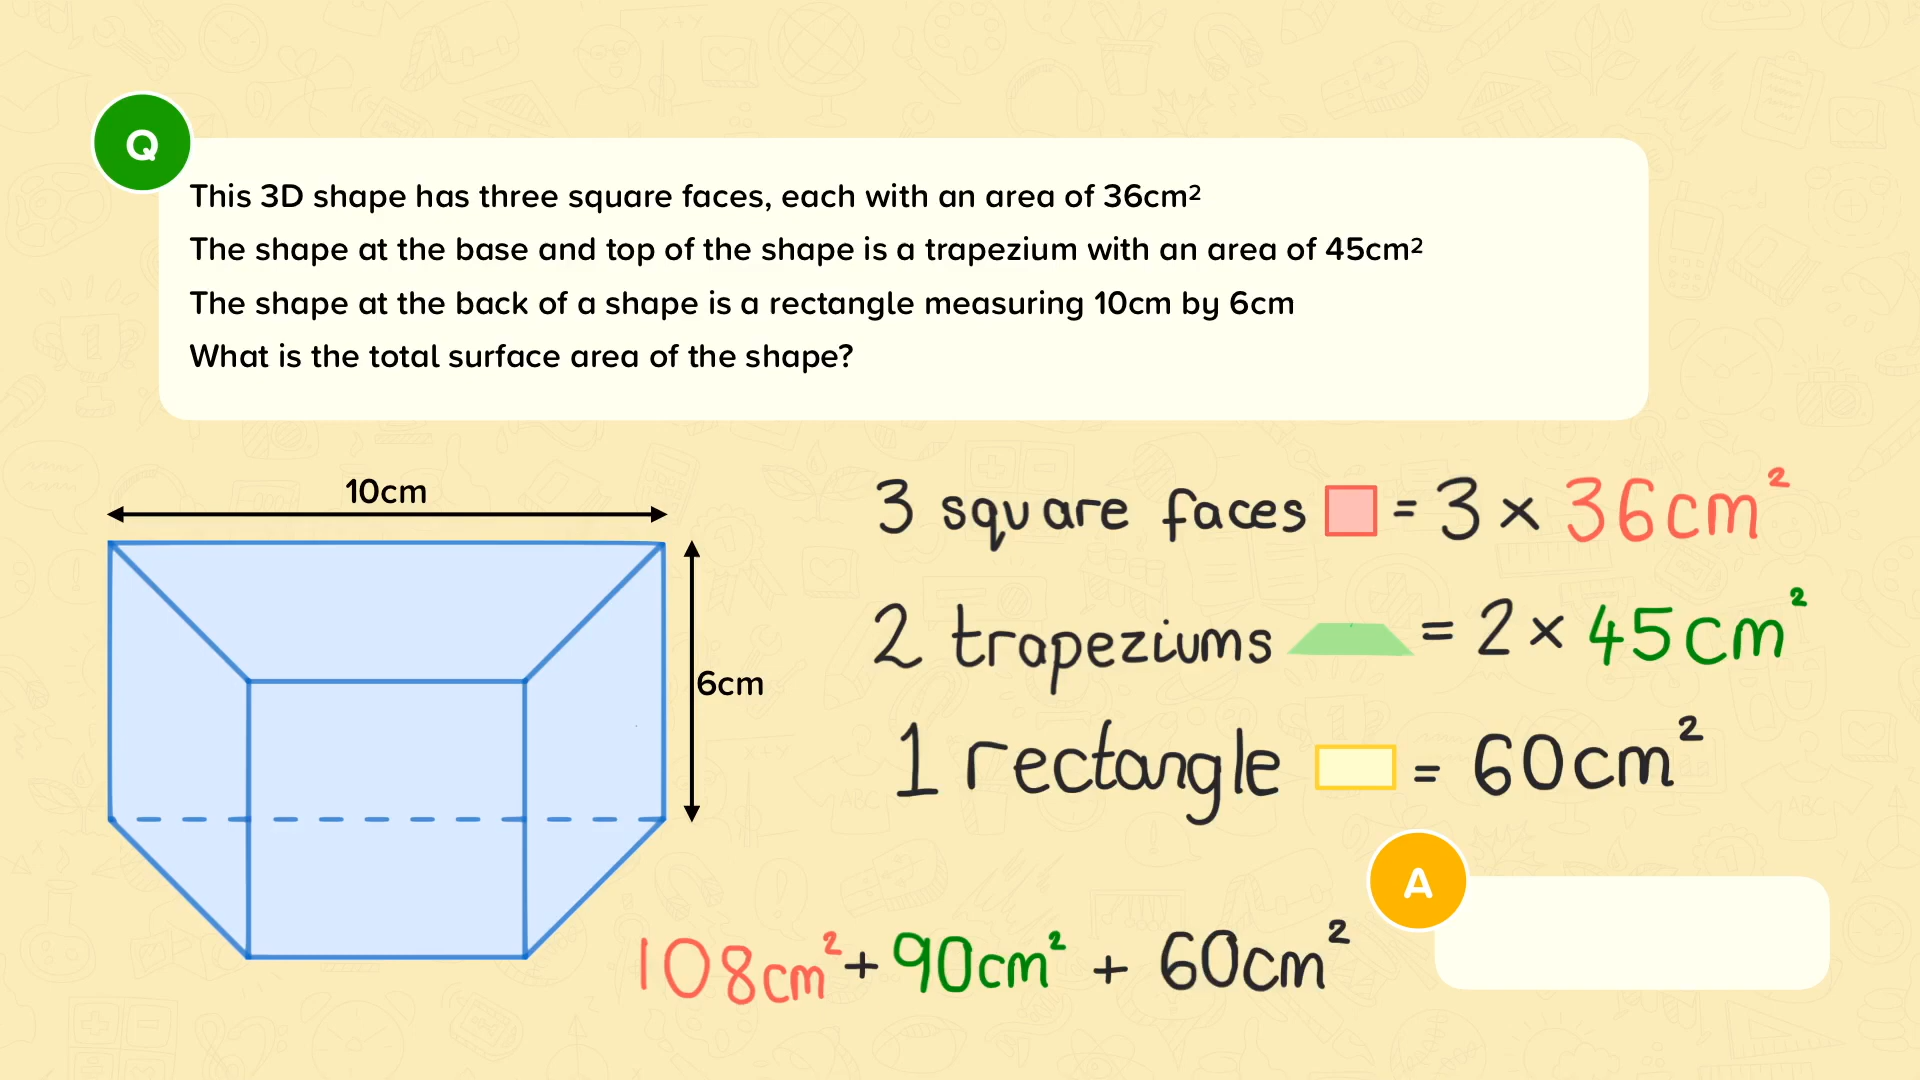 Q
This 3D shape has three square faces, each with an area of 36cm²
The shape at the base and top of the shape is a trapezium with an area of 45cm²
The shape at the back of a shape is a rectangle measuring 10cm by 6cm
What is the total surface area of the shape?
10cm
6cm
3 square faces = 3 × 36cm²
2 trapeziums = 2 × 45cm²
1 rectangle = 60cm²
A
108cm² + 90cm² + 60cm²